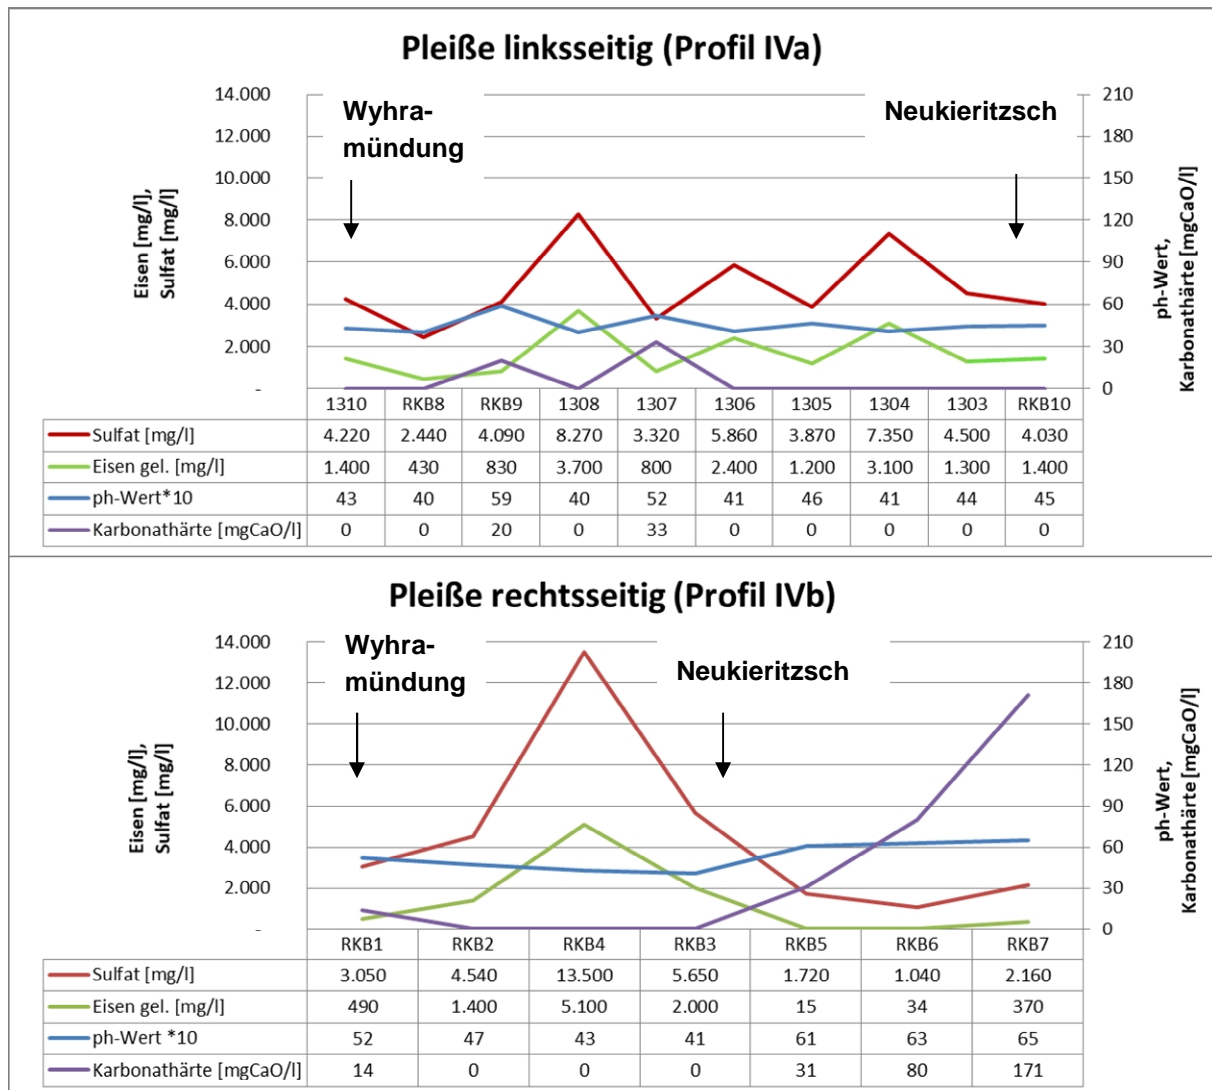 Pleiße linksseitig (Profil IVa)
14.000 Wyhra- Neukieritzsch 210
12.000 mündung 180
10.000 150
8.000 120
6.000 90
4.000 60
2.000 30
- 0
Eisen [mg/l],
Sulfat [mg/l]
ph-Wert,
Karbonathärte [mgCaO/l]
1310 RKB8 RKB9 1308 1307 1306 1305 1304 1303 RKB10
Sulfat [mg/l] 4.220 2.440 4.090 8.270 3.320 5.860 3.870 7.350 4.500 4.030
Eisen gel. [mg/l] 1.400 430 830 3.700 800 2.400 1.200 3.100 1.300 1.400
ph-Wert*10 43 40 59 40 52 41 46 41 44 45
Karbonathärte [mgCaO/l] 0 0 20 0 33 0 0 0 0 0
Pleiße rechtsseitig (Profil IVb)
14.000 Wyhra- Neukieritzsch 210
12.000 mündung 180
10.000 150
8.000 120
6.000 90
4.000 60
2.000 30
- 0
Eisen [mg/l],
Sulfat [mg/l]
ph-Wert,
Karbonathärte [mgCaO/l]
RKB1 RKB2 RKB4 RKB3 RKB5 RKB6 RKB7
Sulfat [mg/l] 3.050 4.540 13.500 5.650 1.720 1.040 2.160
Eisen gel. [mg/l] 490 1.400 5.100 2.000 15 34 370
ph-Wert *10 52 47 43 41 61 63 65
Karbonathärte [mgCaO/l] 14 0 0 0 31 80 171